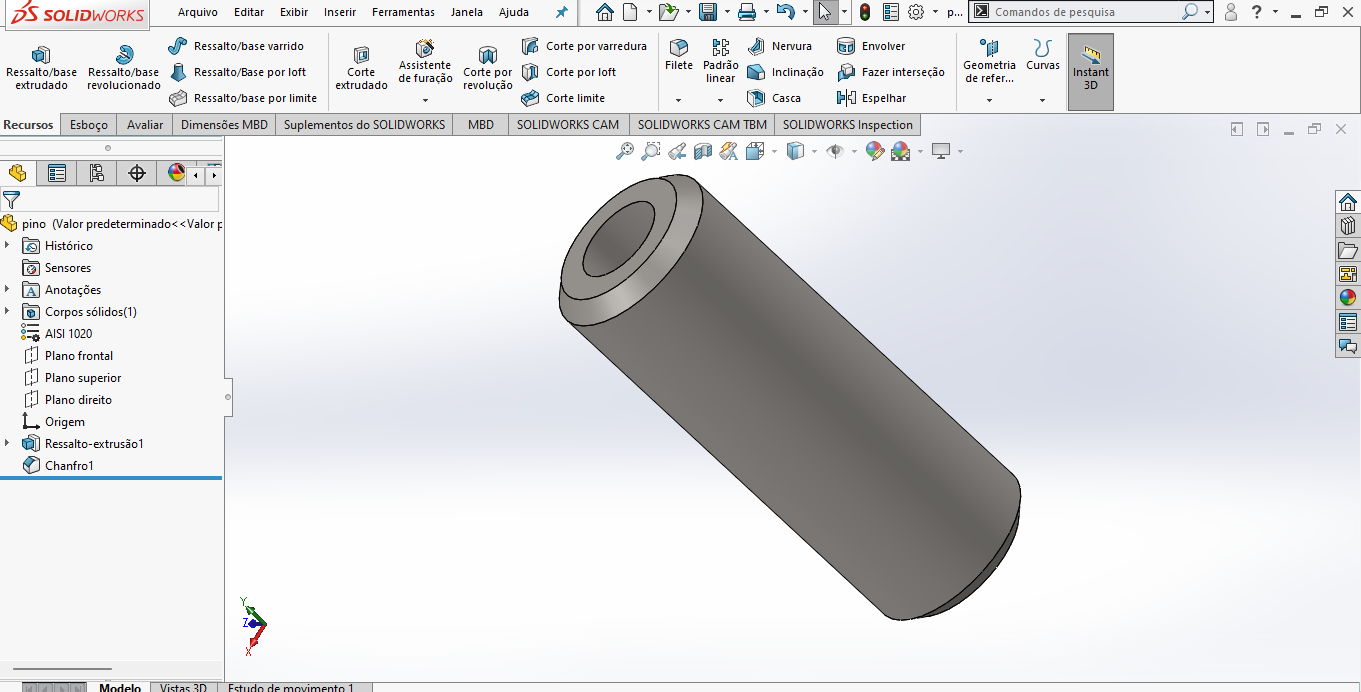 SOLIDWORKS
Arquivo Editar Exibir Inserir Ferramentas Janela Ajuda
p...
Comandos de pesquisa
?
Ressalto/base extrudado
Ressalto/base revolucionado
Ressalto/base varrido
Ressalto/Base por loft
Ressalto/base por limite
Corte extrudado
Assistente de furação
Corte por revolução
Corte por varredura
Corte por loft
Corte limite
Filete
Padrão linear
Nervura
Inclinação
Casca
Envolver
Fazer interseção
Espelhar
Geometria de refer...
Curvas
Instant 3D
Recursos Esboço Avaliar Dimensões MBD Suplementos do SOLIDWORKS MBD SOLIDWORKS CAM SOLIDWORKS CAM TBM SOLIDWORKS Inspection
pino (Valor predeterminado<<Valor p
Histórico
Sensores
A Anotações
Corpos sólidos(1)
AISI 1020
Plano frontal
Plano superior
Plano direito
Origem
Ressalto-extrusão1
Chanfro1
Y
Z
X
Modelo Vistas 3D Estudo de movimento 1